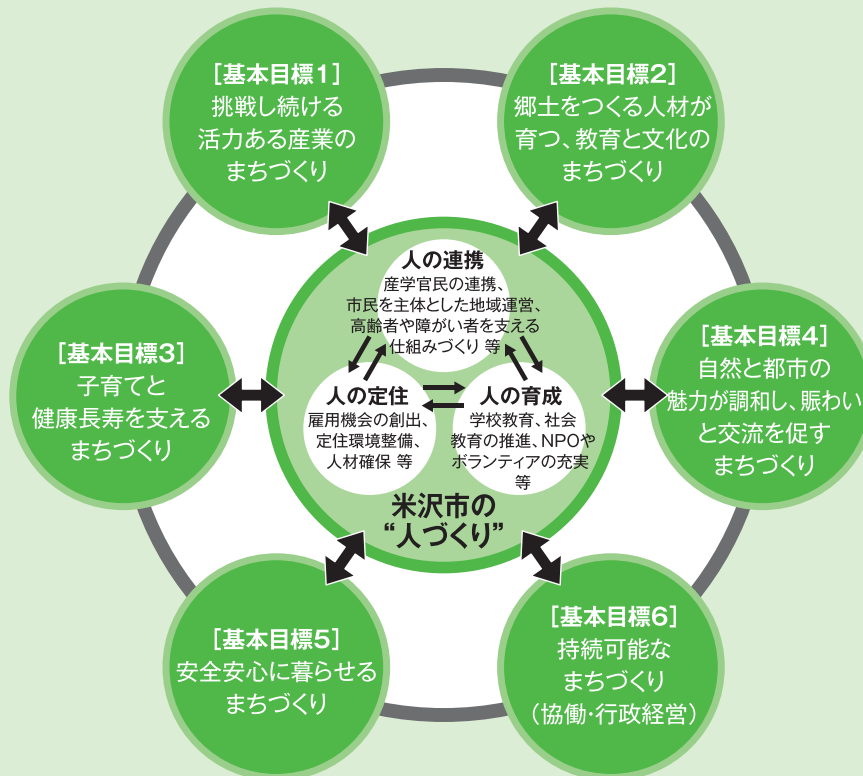 [基本目標1]
挑戦し続ける
活力ある産業の
まちづくり
[基本目標2]
郷土をつくる人材が
育つ、教育と文化の
まちづくり
人の連携
産学官民の連携、
市民を主体とした地域運営、
高齢者や障がい者を支える
仕組みづくり 等
[基本目標3]
子育てと
健康長寿を支える
まちづくり
人の定住
雇用機会の創出、
定住環境整備、
人材確保 等
人の育成
学校教育、社会
教育の推進、NPOや
ボランティアの充実
等
[基本目標4]
自然と都市の
魅力が調和し、賑わい
と交流を促す
まちづくり
米沢市の
“人づくり”
[基本目標5]
安全安心に暮らせる
まちづくり
[基本目標6]
持続可能な
まちづくり
(協働・行政経営)